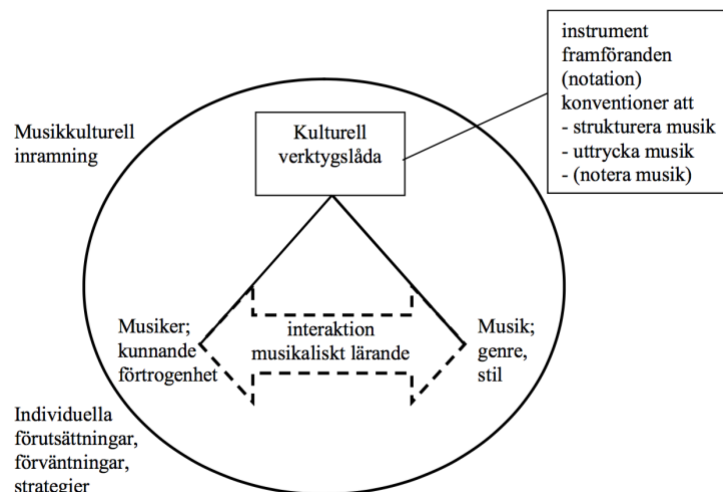 instrument
framföranden
(notation)
konventioner att
- strukturera musik
- uttrycka musik
- (notera musik)
Musikkulturell
inramning
Kulturell
verktygslåda
Musiker;
kunnande
förtrogenhet
interaktion
musikaliskt lärande
Musik;
genre,
stil
Individuella
förutsättningar,
förväntningar,
strategier